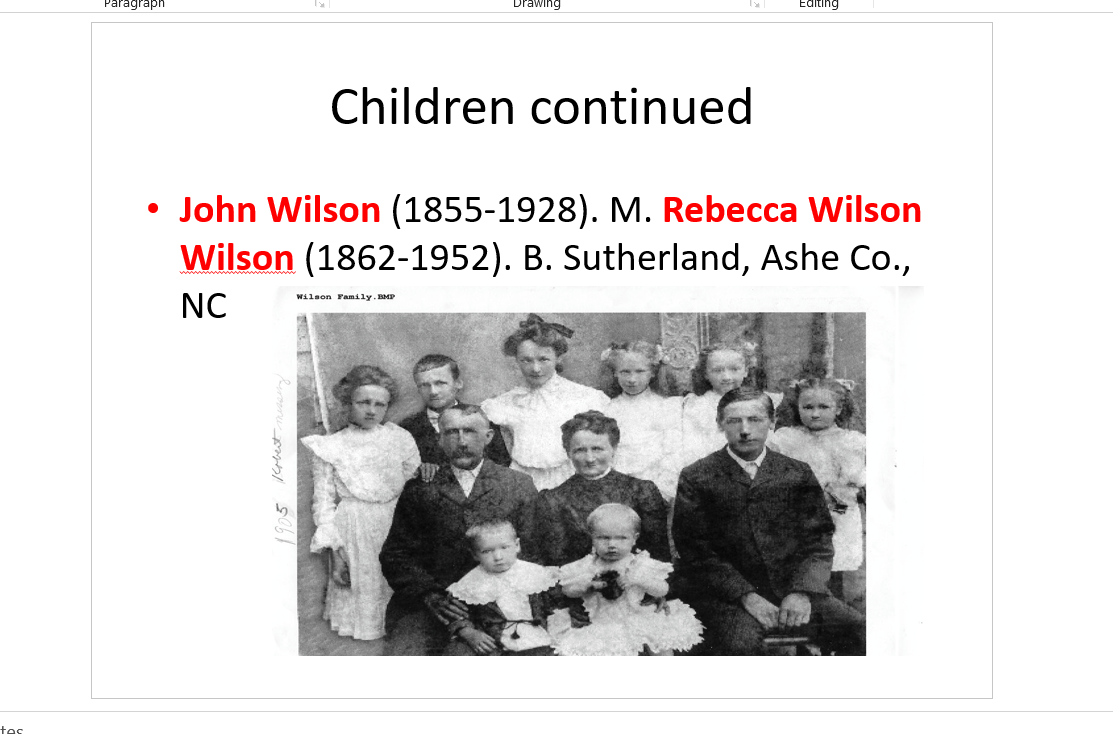 Paragraph
Drawing
Editing
Children continued
• John Wilson (1855-1928). M. Rebecca Wilson
Wilson (1862-1952). B. Sutherland, Ashe Co.,
NC
Wilson Family.BMP
1905 Robert
tes